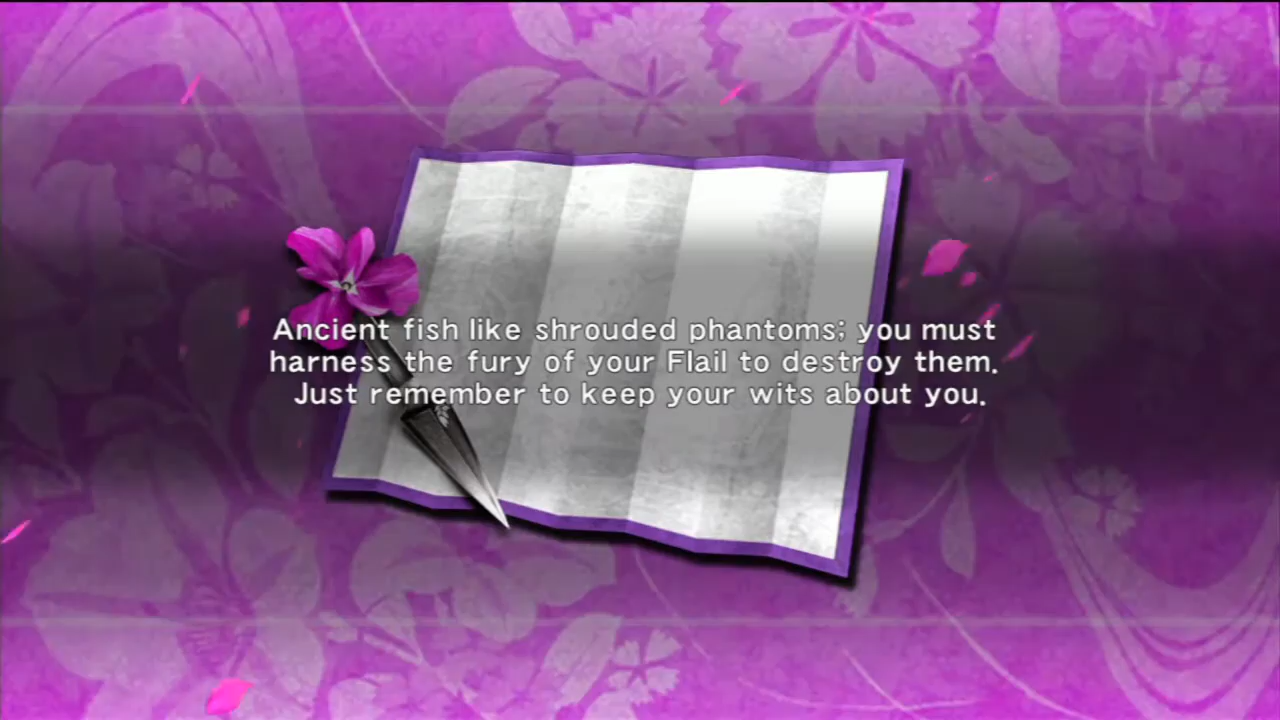 Ancient fish like shrouded phantoms; you must
harness the fury of your Flail to destroy them.
Just remember to keep your wits about you.